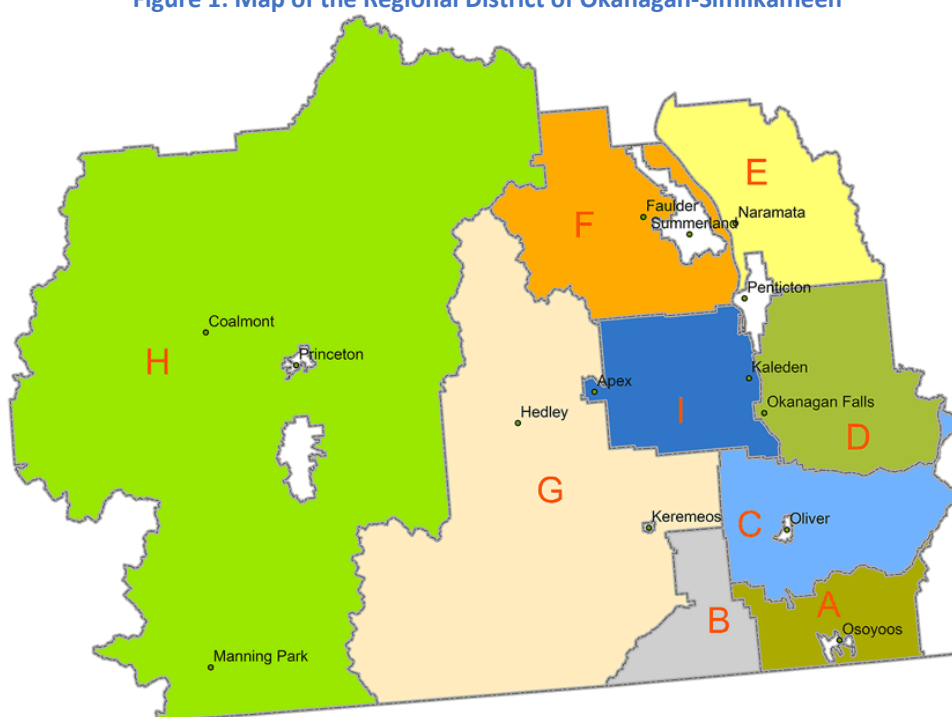 Figure 1: Map of the Regional District of Okanagan-Similkameen
E
Faulder
Naramata
F
Summerland
Penticton
Coalmont
H
Princeton
Kaleden
Apex
I
Okanagan Falls
Hedley
D
G
Keremeos
C
Oliver
A
B
Osoyoos
Manning Park